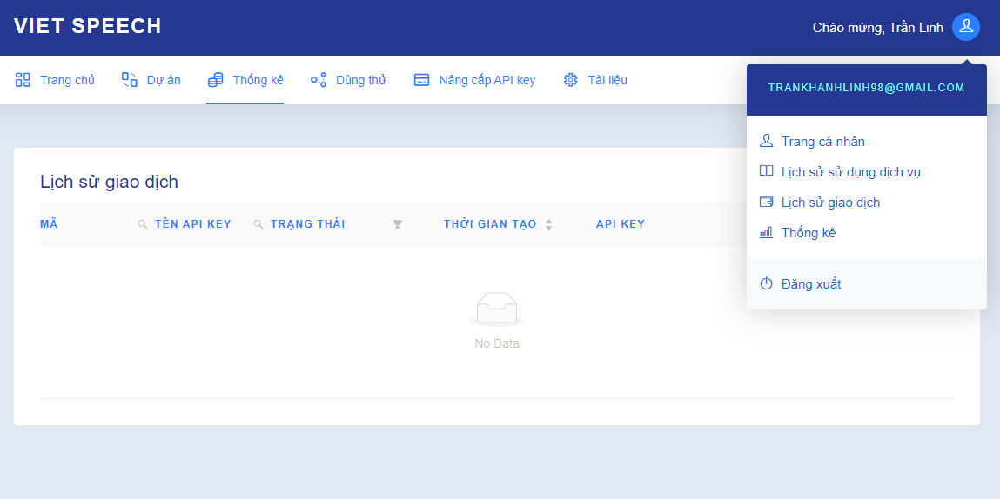 VIET SPEECH
Chào mừng, Trần Linh
Trang chủ Dự án Thống kê Dùng thử Nâng cấp API key Tài liệu
TRANKHANHLINH98@GMAIL.COM
Trang cá nhân
Lịch sử sử dụng dịch vụ
Lịch sử giao dịch
Thống kê
Đăng xuất
Lịch sử giao dịch
MÃ TÊN API KEY TRẠNG THÁI THỜI GIAN TẠO API KEY
No Data